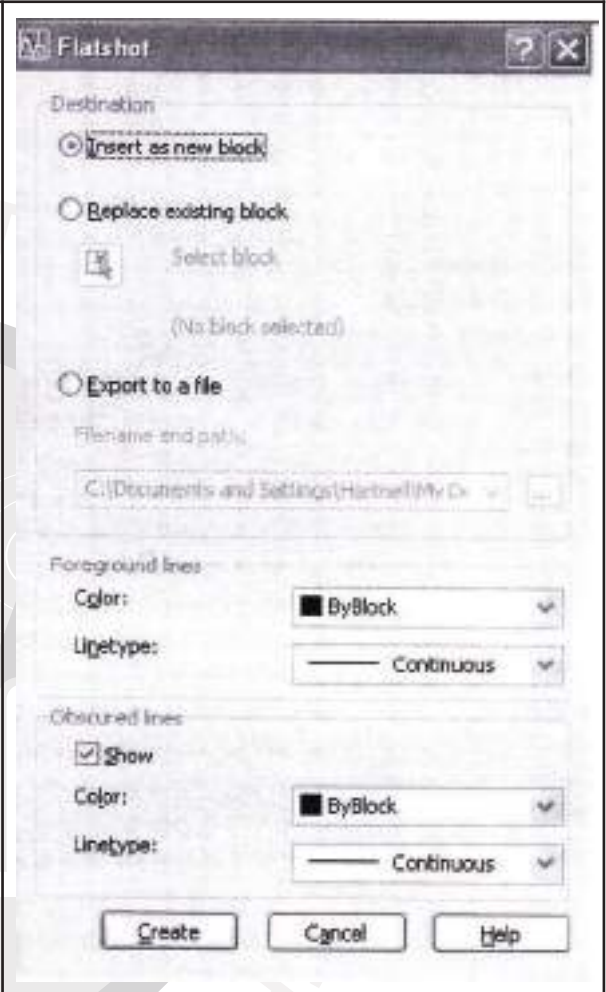 Flatshot
Destination
Insert as new block
Replace existing block
Select block
(No block selected)
Export to a file
Filename and path:
C:\Documents and Settings\Hartnell\My Dc ...
Foreground lines
Color: ByBlock
Linetype: Continuous
Obscured lines
Show
Color: ByBlock
Linetype: Continuous
Create Cancel Help